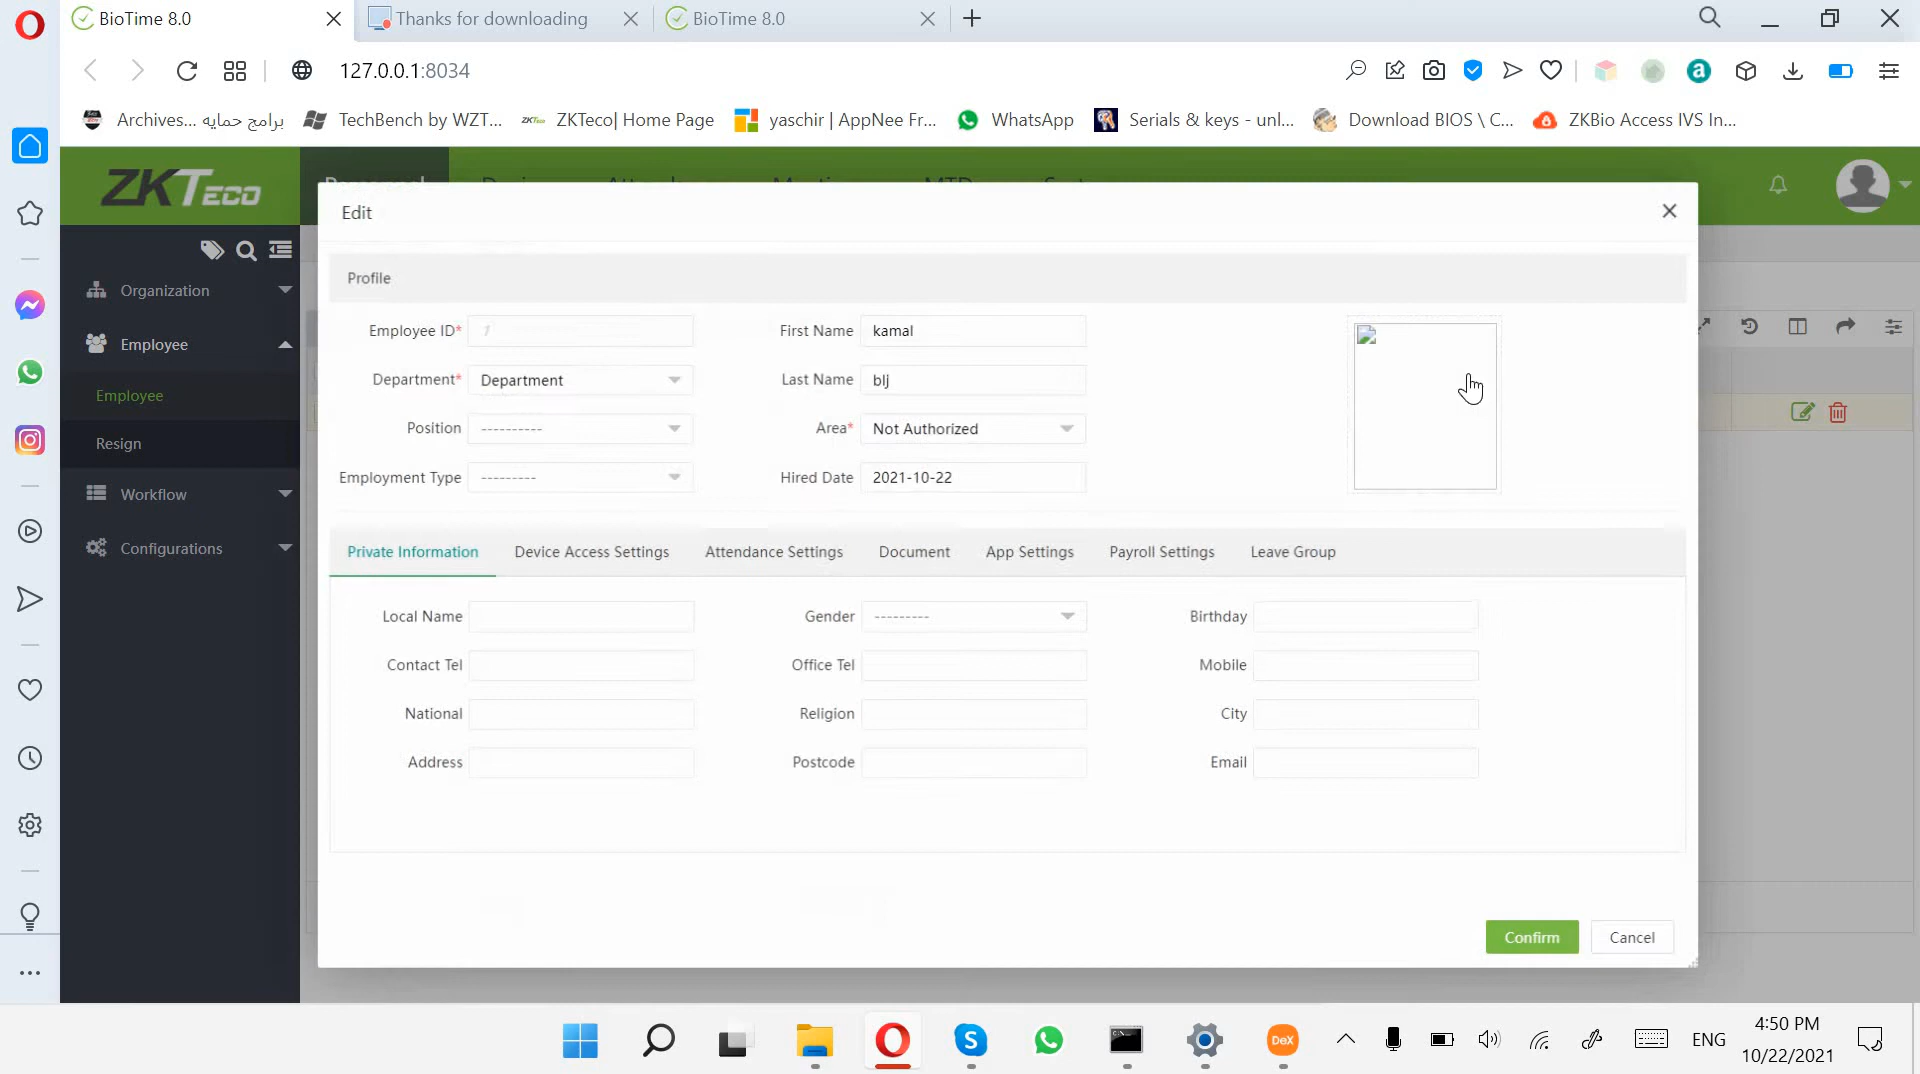 BioTime 8.0
Thanks for downloading
BioTime 8.0
127.0.0.1:8034
Archives... برامج حمايه
TechBench by WZT...
ZKTeco| Home Page
yaschir | AppNee Fr...
WhatsApp
Serials & keys - unl...
Download BIOS \ C...
ZKBio Access IVS In...
ZKTeco
Edit
Profile
Employee ID* 1
First Name kamal
Department* Department
Last Name blj
Position ----------
Area* Not Authorized
Employment Type ---------
Hired Date 2021-10-22
Organization
Employee
Employee
Resign
Workflow
Configurations
Private Information
Device Access Settings
Attendance Settings
Document
App Settings
Payroll Settings
Leave Group
Local Name
Gender ---------
Birthday
Contact Tel
Office Tel
Mobile
National
Religion
City
Address
Postcode
Email
Confirm
Cancel
DeX
ENG
4:50 PM
10/22/2021